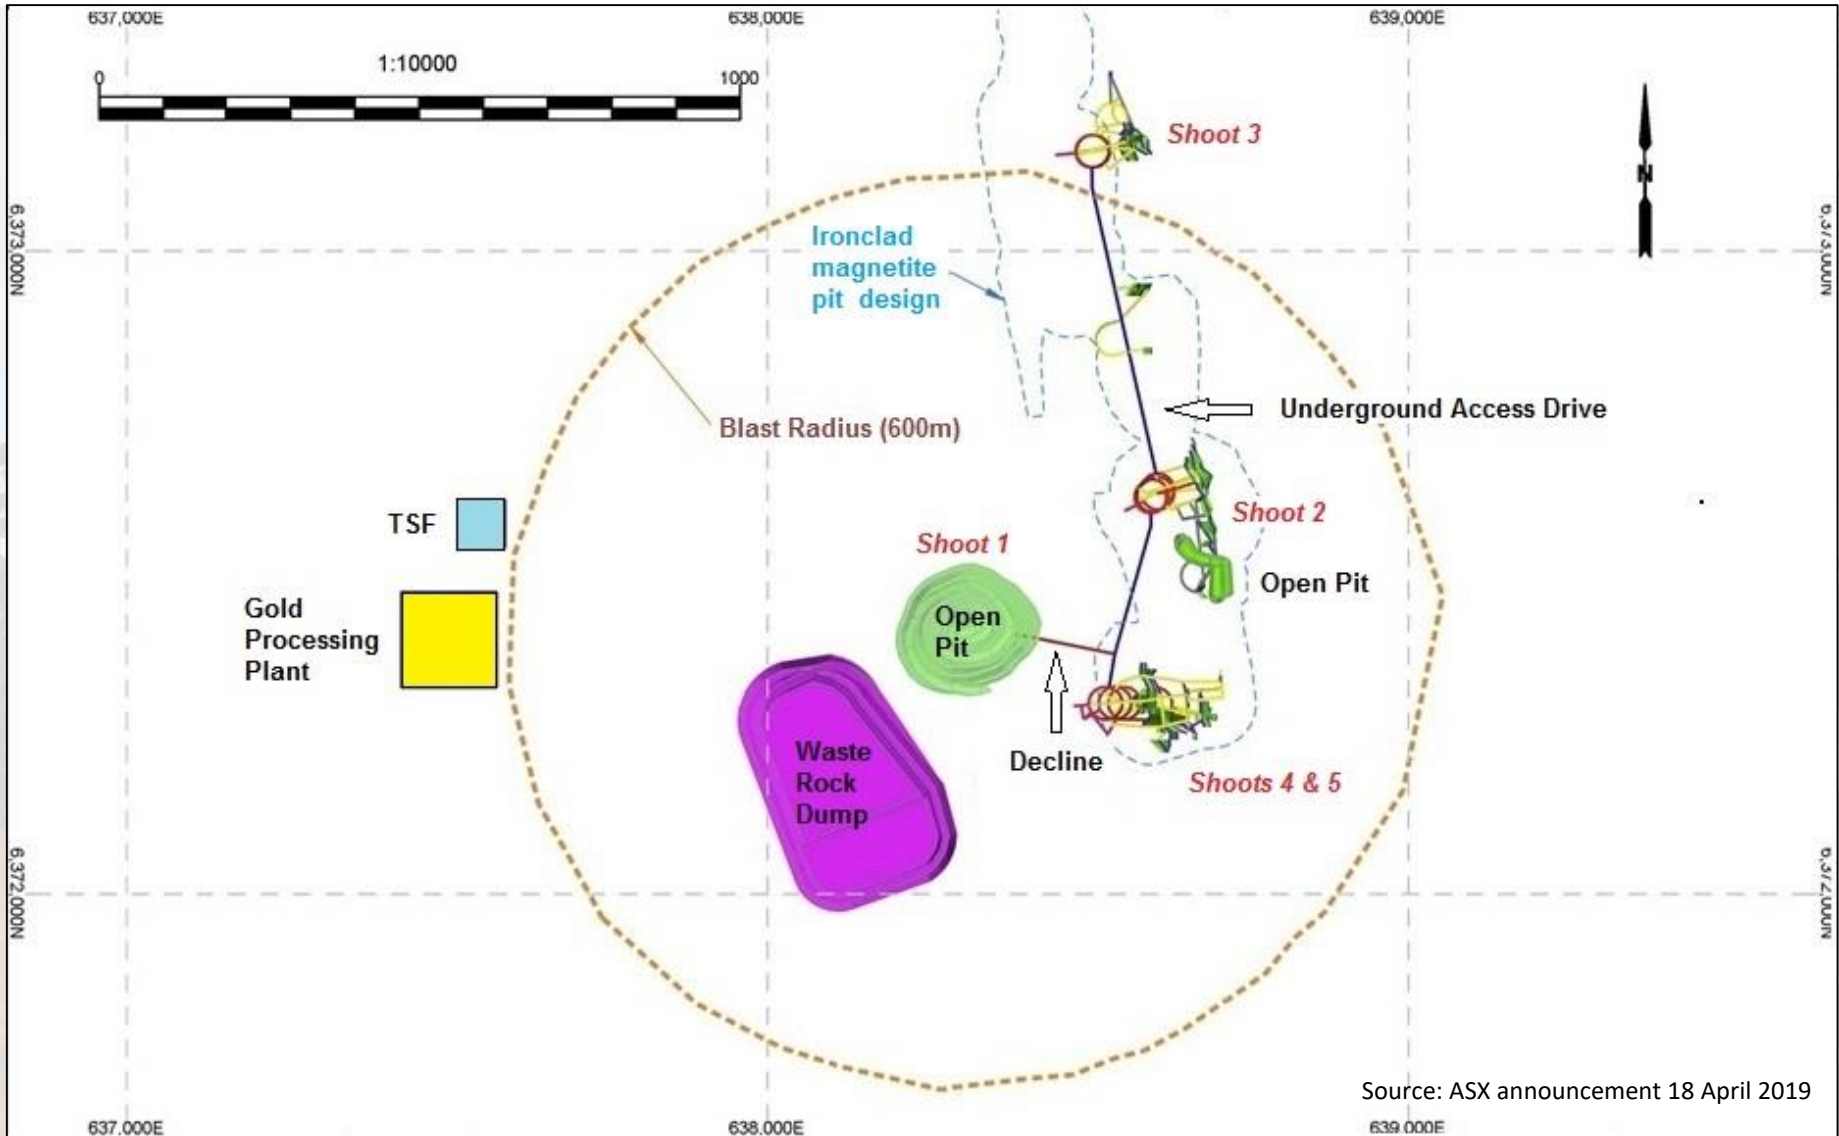 637,000E
638,000E
639,000E
1:10000
0
1000
Shoot 3
N
6,373,000N
6,373,000N
Ironclad
magnetite
pit design
Blast Radius (600m)
Underground Access Drive
TSF
Shoot 2
Shoot 1
Open Pit
Gold
Processing
Plant
Open
Pit
Waste
Rock
Dump
Decline
Shoots 4 & 5
6,372,000N
6,372,000N
Source: ASX announcement 18 April 2019
637,000E
638,000E
639,000E